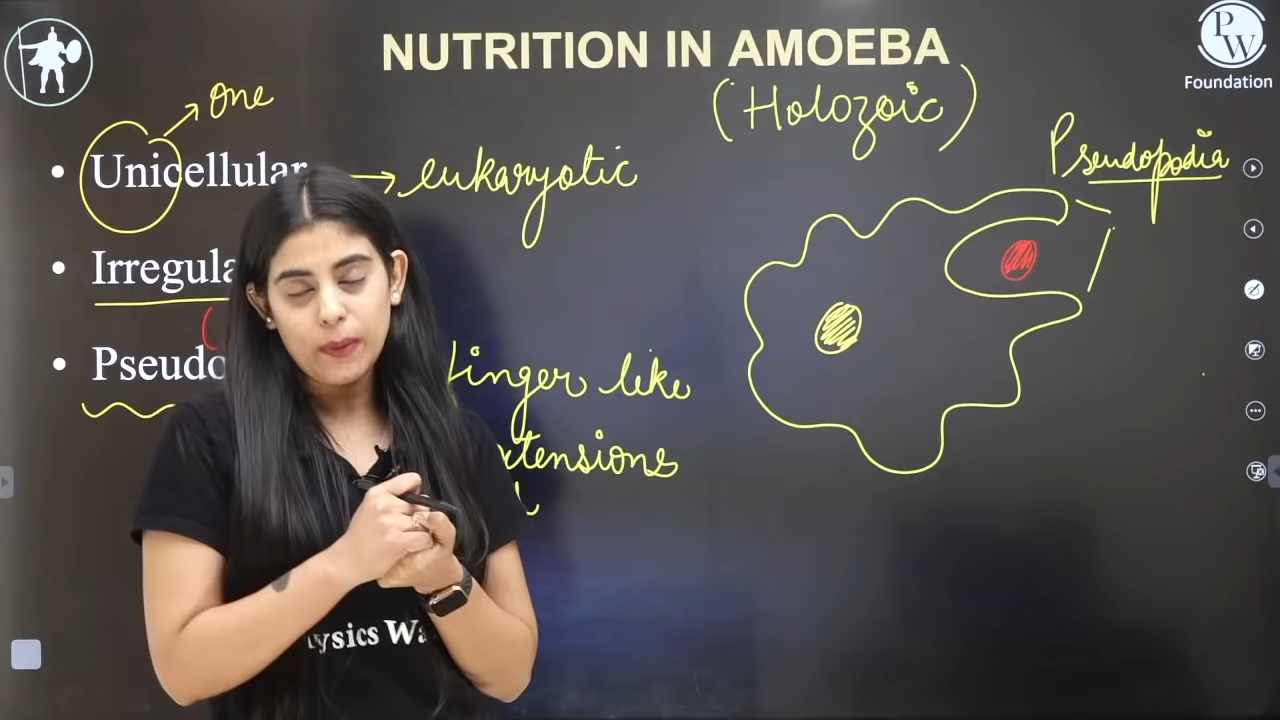 NUTRITION IN AMOEBA
PW
Foundation
(Holozoic)
one
• Unicellular → eukaryotic
Pseudopodia
• Irregula
• Pseudo
finger like
xtensions
ysics Wa